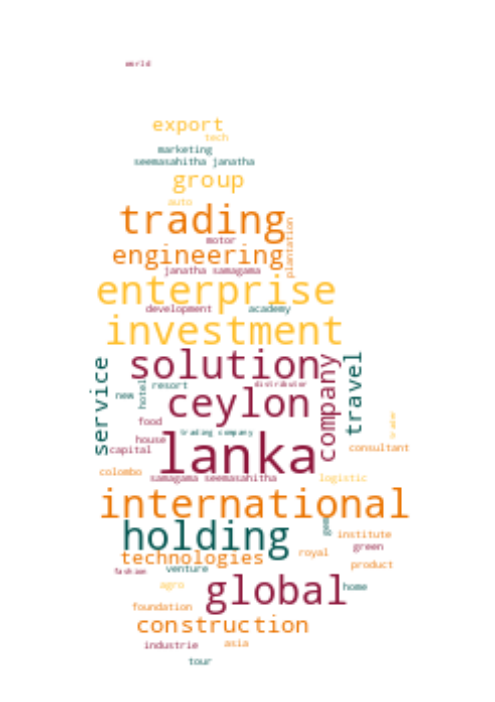 world
export
tech
marketing
seemasahitha janatha
group
auto
trading
motor
plantation
engineering
janatha samagama
enterprise
development academy
investment
solution
company
travel
service
resort
distributor
hotel
new
ceylon
food
trading company
house
lanka
capital
consultant
colombo
samagama seemasahitha
logistic
international
holding
gem
institute
green
technologies
royal
product
venture
fashion
agro
home
global
foundation
construction
industrie
asia
tour